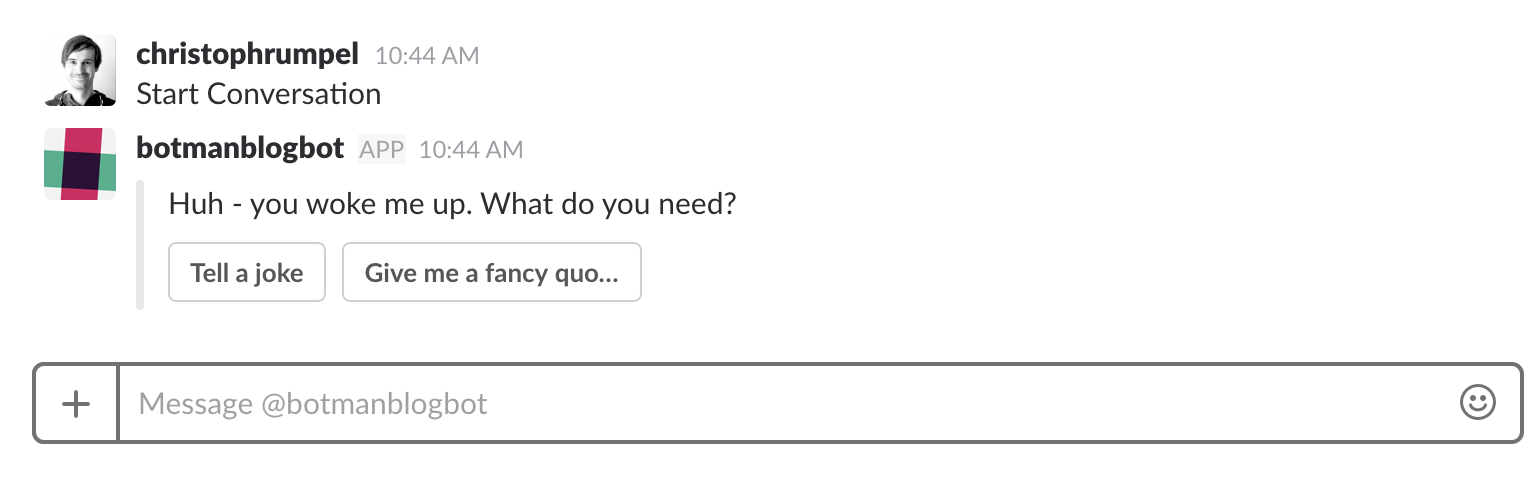 christophrumpel 10:44 AM
Start Conversation
botmanblogbot APP 10:44 AM
Huh - you woke me up. What do you need?
Tell a joke Give me a fancy quo...
Message @botmanblogbot